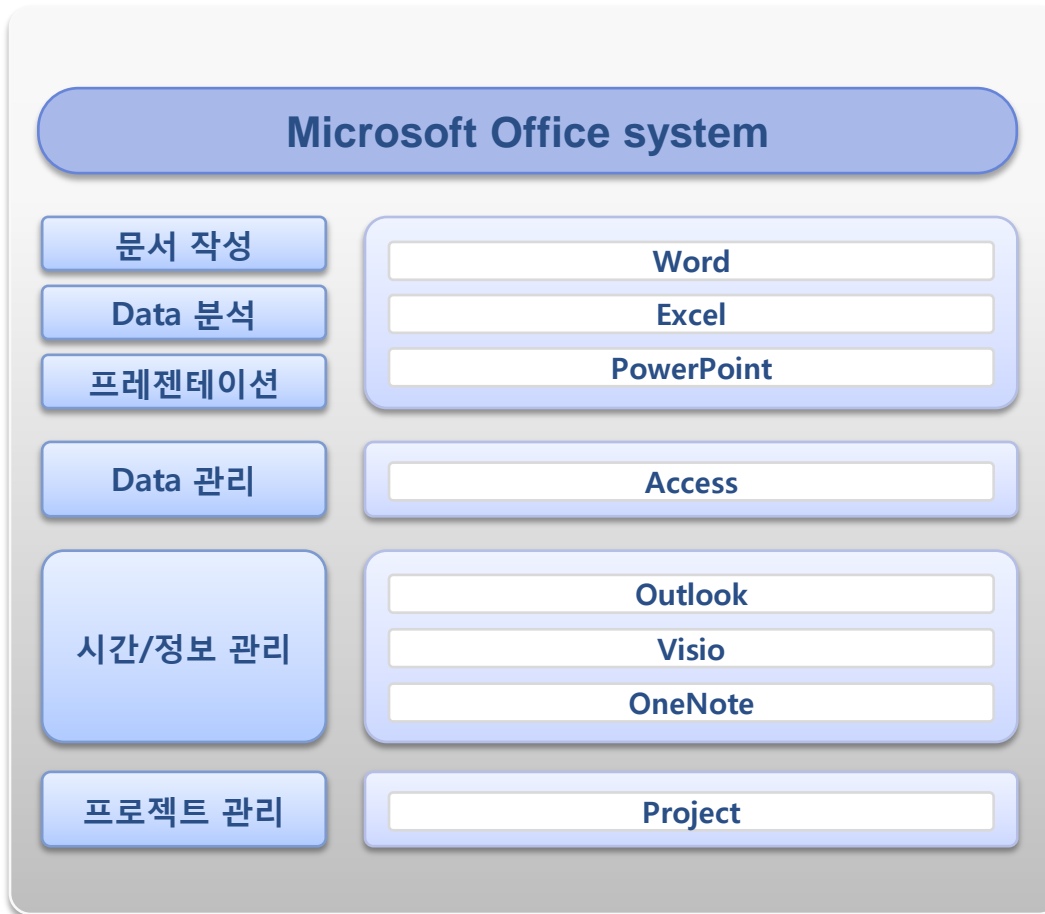 Microsoft Office system
문서 작성
Data 분석
프레젠테이션
Word
Excel
PowerPoint
Data 관리
Access
시간/정보 관리
Outlook
Visio
OneNote
프로젝트 관리
Project